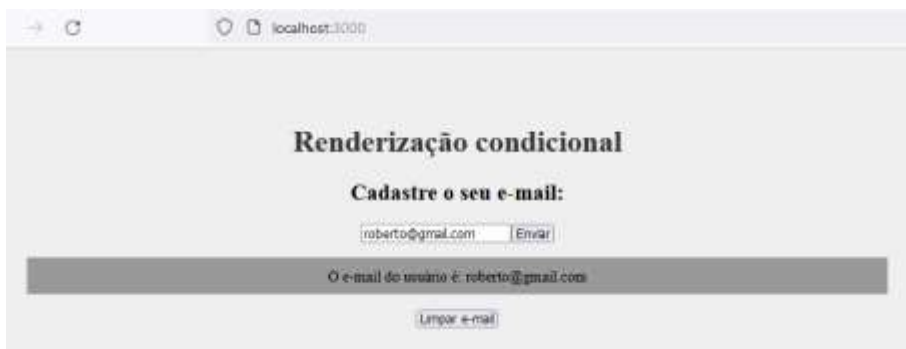 localhost:3000
Renderização condicional
Cadastre o seu e-mail:
roberto@gmail.com Enviar
O e-mail do usuário é: roberto@gmail.com
Limpar e-mail